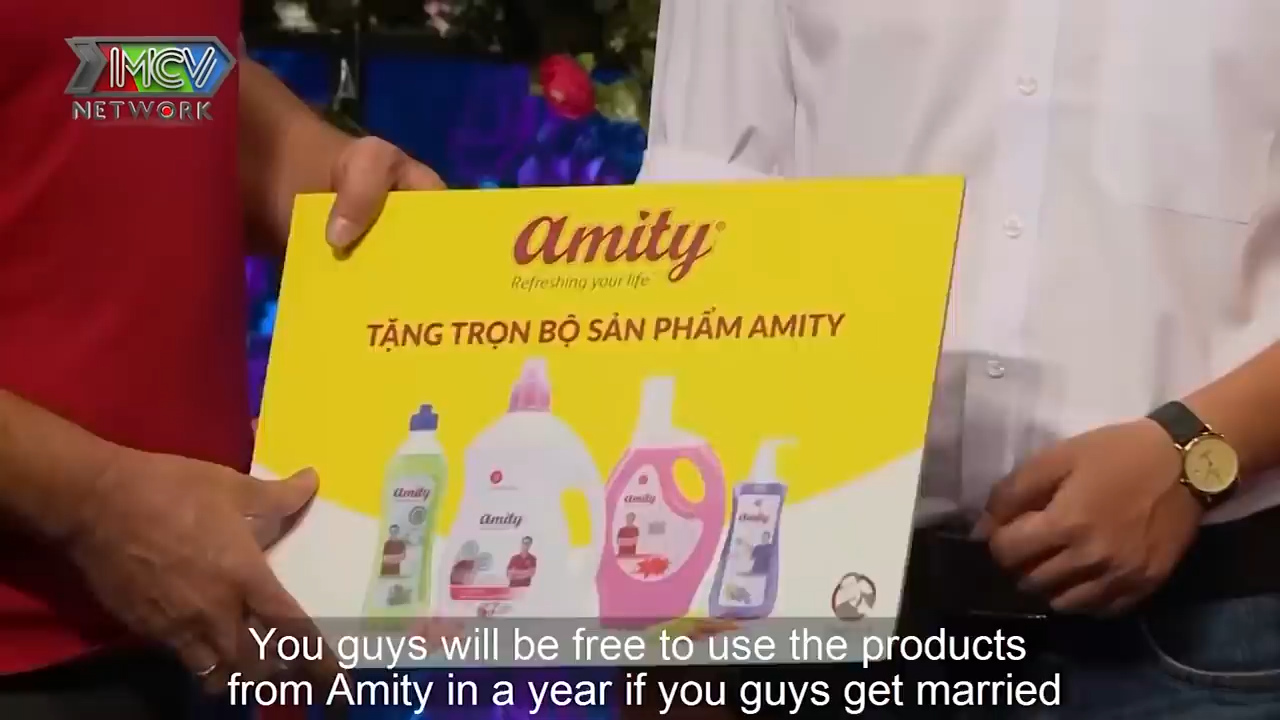 MCV
NETWORK
amity
Refreshing your life
TẶNG TRỌN BỘ SẢN PHẨM AMITY
amity
amity
amity
amity
You guys will be free to use the products
from Amity in a year if you guys get married